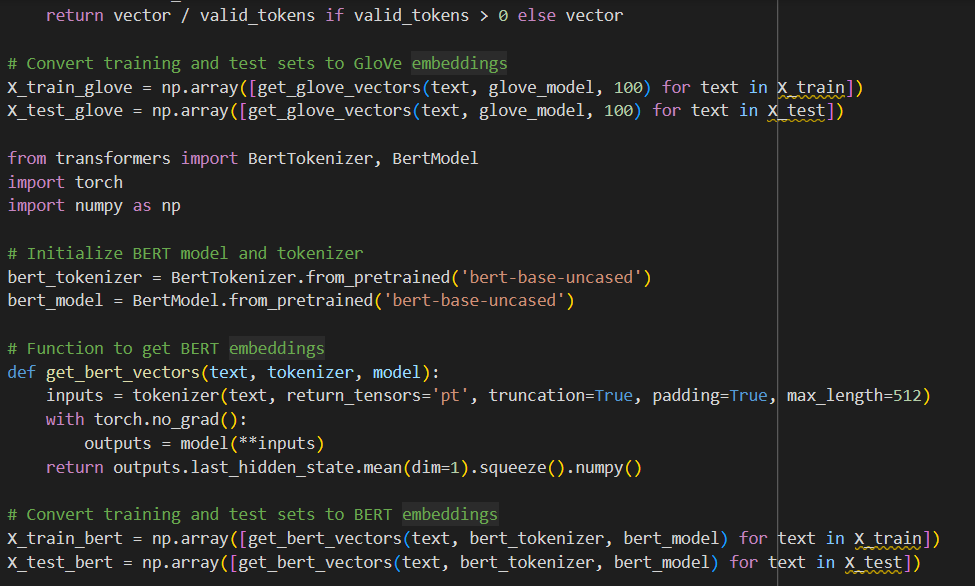 return vector / valid_tokens if valid_tokens > 0 else vector

# Convert training and test sets to GloVe embeddings
X_train_glove = np.array([get_glove_vectors(text, glove_model, 100) for text in X_train])
X_test_glove = np.array([get_glove_vectors(text, glove_model, 100) for text in X_test])

from transformers import BertTokenizer, BertModel
import torch
import numpy as np

# Initialize BERT model and tokenizer
bert_tokenizer = BertTokenizer.from_pretrained('bert-base-uncased')
bert_model = BertModel.from_pretrained('bert-base-uncased')

# Function to get BERT embeddings
def get_bert_vectors(text, tokenizer, model):
    inputs = tokenizer(text, return_tensors='pt', truncation=True, padding=True, max_length=512)
    with torch.no_grad():
        outputs = model(**inputs)
    return outputs.last_hidden_state.mean(dim=1).squeeze().numpy()

# Convert training and test sets to BERT embeddings
X_train_bert = np.array([get_bert_vectors(text, bert_tokenizer, bert_model) for text in X_train])
X_test_bert = np.array([get_bert_vectors(text, bert_tokenizer, bert_model) for text in X_test])